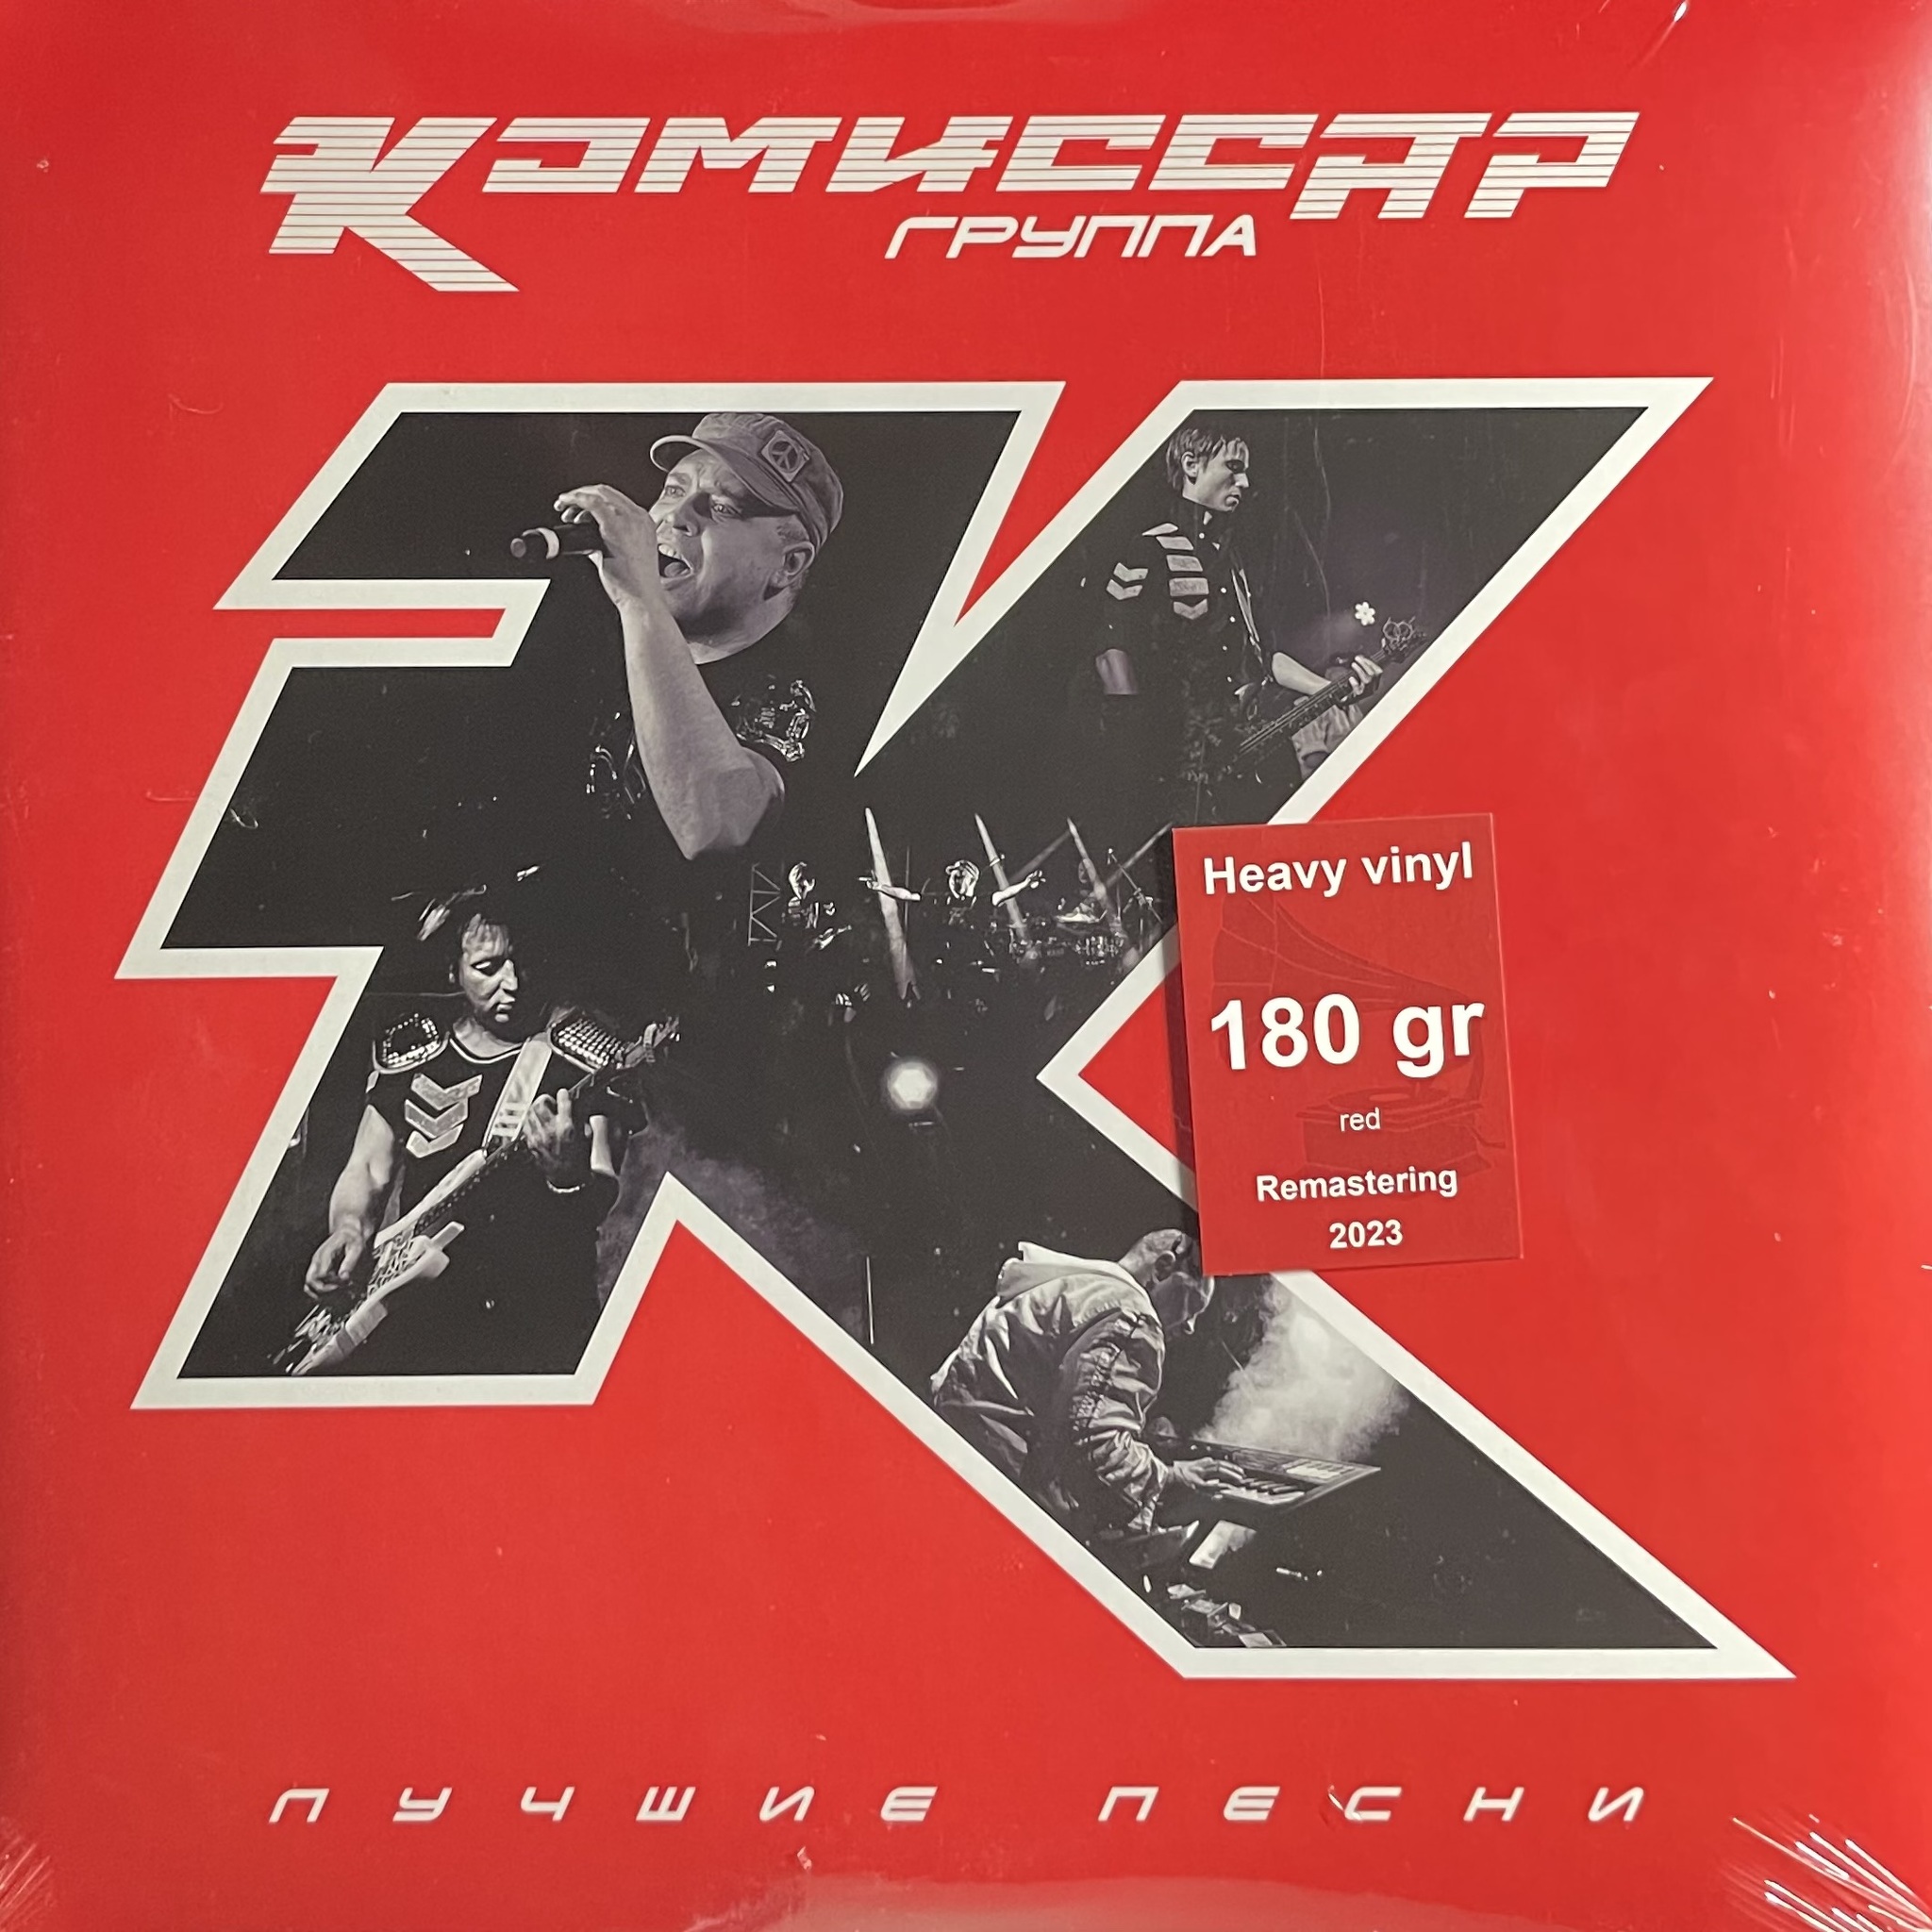 Комиссар
группа
Heavy vinyl
180 gr
red
Remastering
2023
ЛУЧШИЕ ПЕСНИ